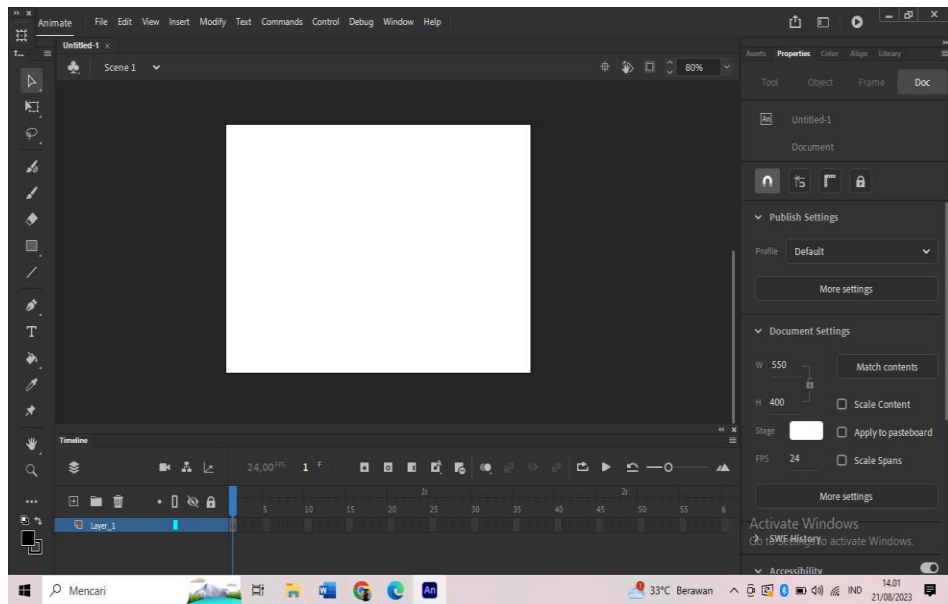 Animate File Edit View Insert Modify Text Commands Control Debug Window Help
Untitled-1 ×
Scene 1
80%
Assets Properties Color Align Library
Tool Object Frame Doc
An Untitled-1
Document
Publish Settings
Profile Default
More settings
Document Settings
W 550
Match contents
H 400
Scale Content
Stage
Apply to pasteboard
FPS 24
Scale Spans
More settings
SWF History
Accessibility
Activate Windows
Go to Settings to activate Windows.
Timeline
24,00 FPS 1 F
1s 2s
5 10 15 20 25 30 35 40 45 50 55 6
Layer_1
T
Mencari
An
33°C Berawan
IND
14.01
21/08/2023